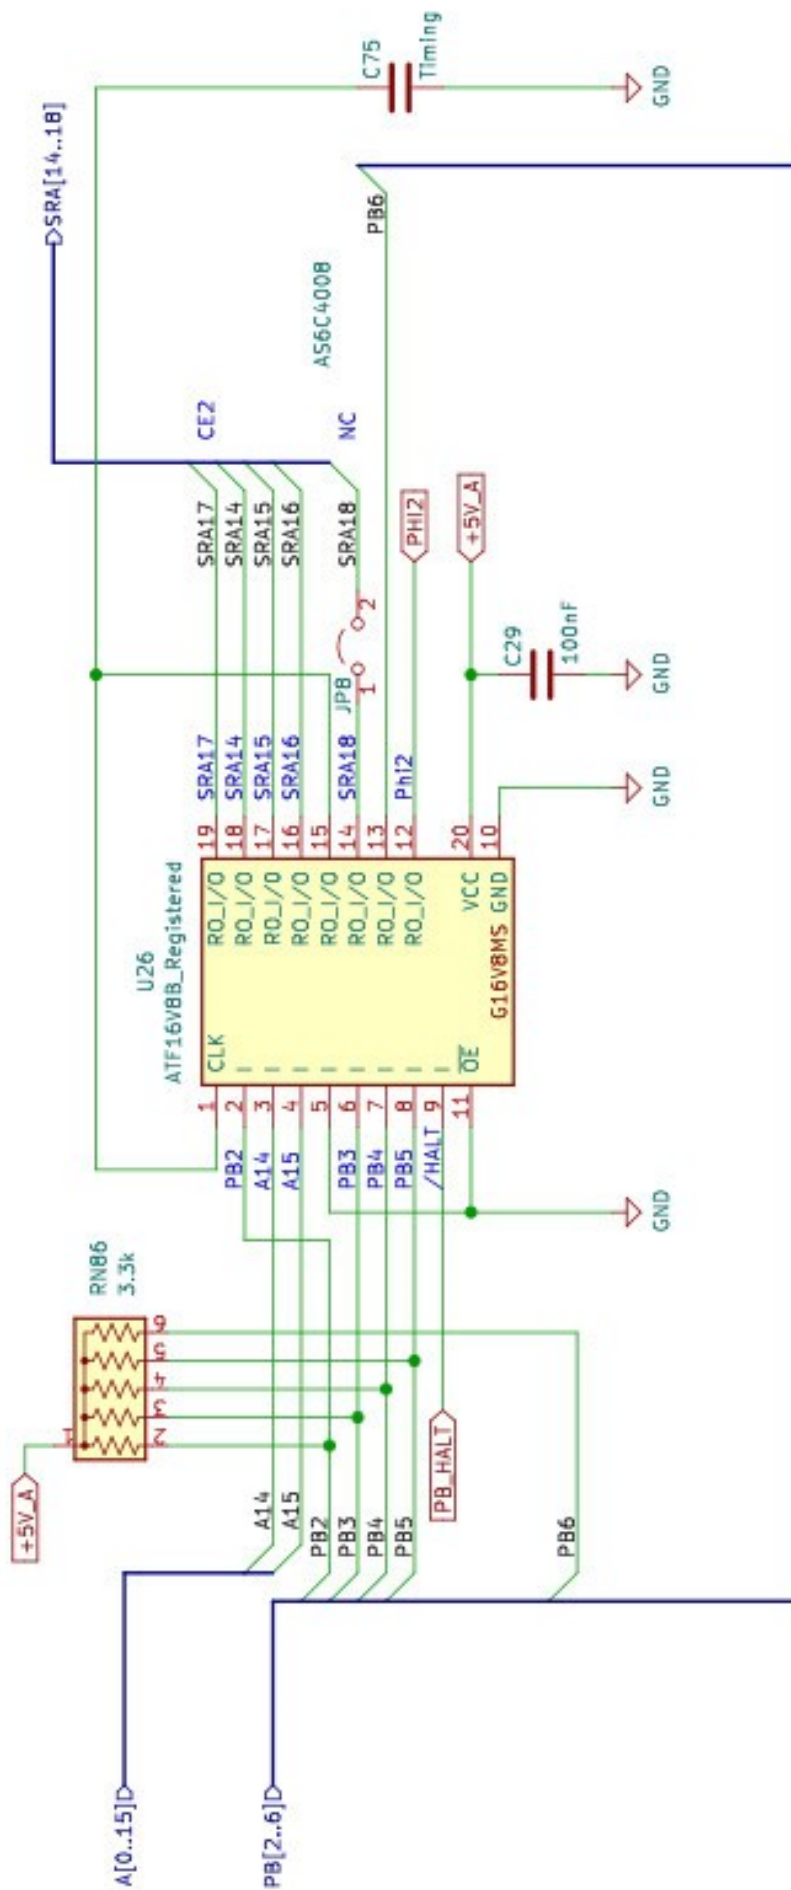 +5V_A
RN86
3.3k
1
2
3
4
5
6
A[0..15]
A14
A15
PB[2..6]
PB2
PB3
PB4
PB5
PB6
PB_HALT
PB2
A14
A15
PB3
PB4
PB5
/HALT
GND
U26
ATF16V8B_Registered
1
2
3
4
5
6
7
8
9
11
CLK
I
I
I
I
I
I
I
I
OE
RO_I/O
RO_I/O
RO_I/O
RO_I/O
RO_I/O
RO_I/O
RO_I/O
RO_I/O
VCC
GND
G16V8MS
19
18
17
16
15
14
13
12
20
10
SRA17
SRA14
SRA15
SRA16
SRA18
Phi2
JP8
1
2
GND
C29
100nF
GND
+5V_A
PHI2
SRA17
SRA14
SRA15
SRA16
SRA18
CE2
NC
AS6C4008
PB6
SRA[14..18]
C75
Timing
GND